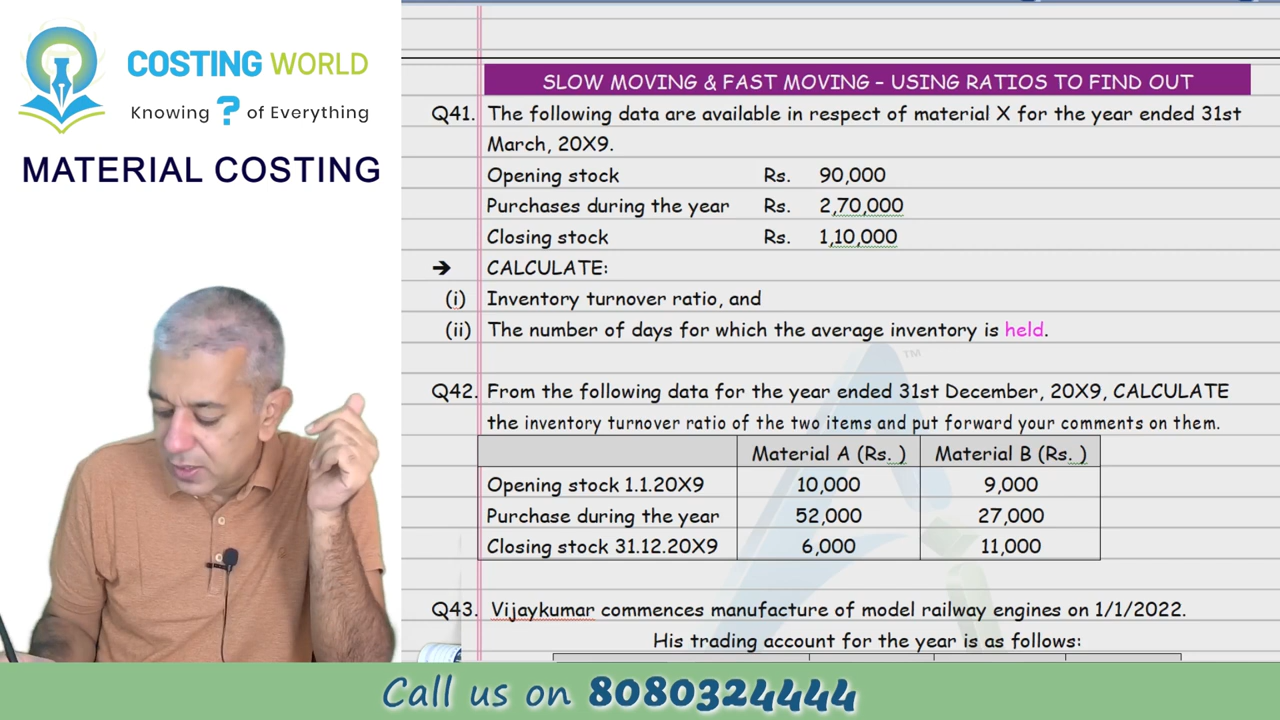 COSTING WORLD
Knowing ? of Everything
MATERIAL COSTING
SLOW MOVING & FAST MOVING – USING RATIOS TO FIND OUT
Q41. The following data are available in respect of material X for the year ended 31st
March, 20X9.
Opening stock Rs. 90,000
Purchases during the year Rs. 2,70,000
Closing stock Rs. 1,10,000
➔ CALCULATE:
(i) Inventory turnover ratio, and
(ii) The number of days for which the average inventory is held.
TM
Q42. From the following data for the year ended 31st December, 20X9, CALCULATE
the inventory turnover ratio of the two items and put forward your comments on them.
Material A (Rs. ) Material B (Rs. )
Opening stock 1.1.20X9 10,000 9,000
Purchase during the year 52,000 27,000
Closing stock 31.12.20X9 6,000 11,000
Q43. Vijaykumar commences manufacture of model railway engines on 1/1/2022.
His trading account for the year is as follows:
Call us on 8080324444